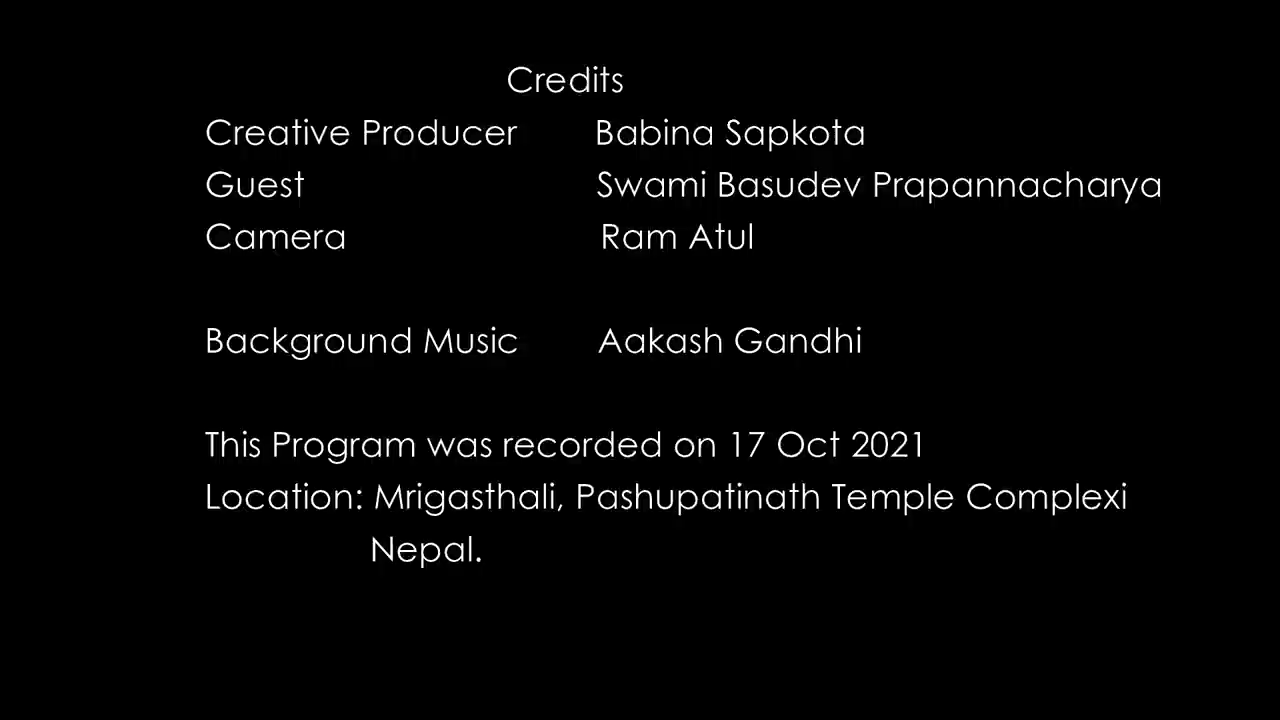 Credits
Creative Producer Babina Sapkota
Guest Swami Basudev Prapannacharya
Camera Ram Atul
Background Music Aakash Gandhi
This Program was recorded on 17 Oct 2021
Location: Mrigasthali, Pashupatinath Temple Complexi
Nepal.